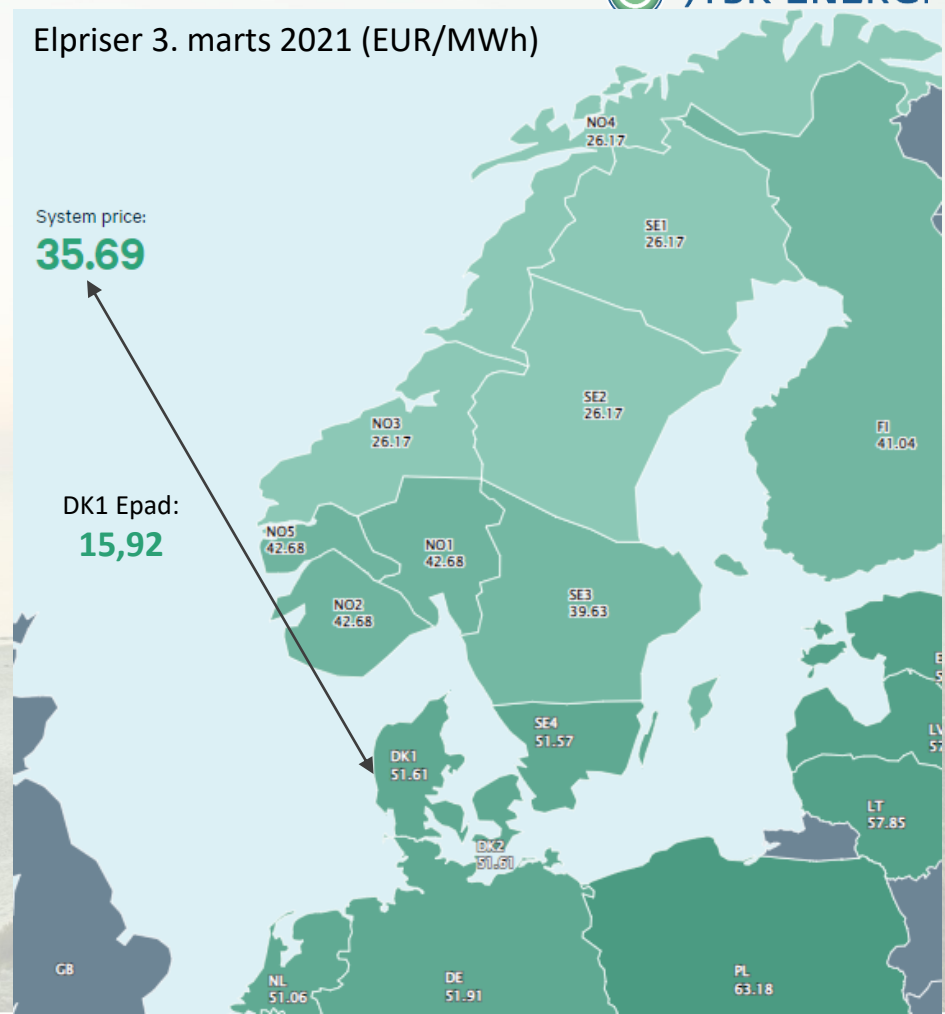 Elpriser 3. marts 2021 (EUR/MWh)
NO4
26.17
System price:
35.69
SE1
26.17
SE2
26.17
NO3
26.17
FI
41.04
DK1 Epad:
15,92
NO5
42.68
NO1
42.68
NO2
42.68
SE3
39.63
SE4
51.57
DK1
51.61
LT
57.85
DK2
51.61
GB
NL
51.06
DE
51.91
PL
63.18